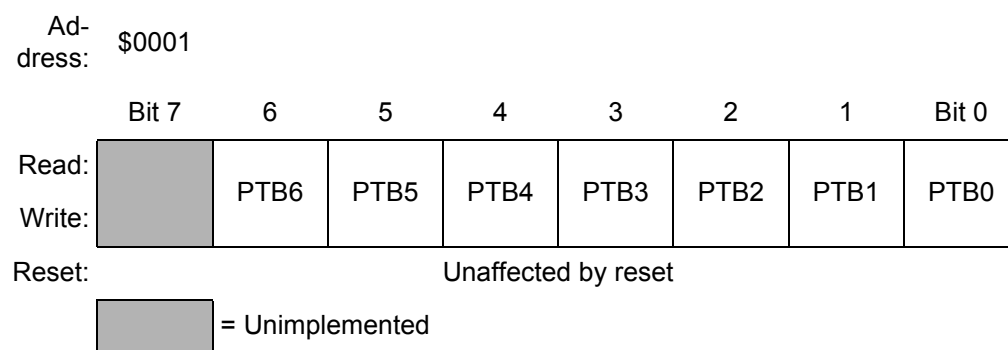 Ad-
dress: $0001
Bit 7 6 5 4 3 2 1 Bit 0
Read:
PTB6 PTB5 PTB4 PTB3 PTB2 PTB1 PTB0
Write:
Reset: Unaffected by reset
= Unimplemented